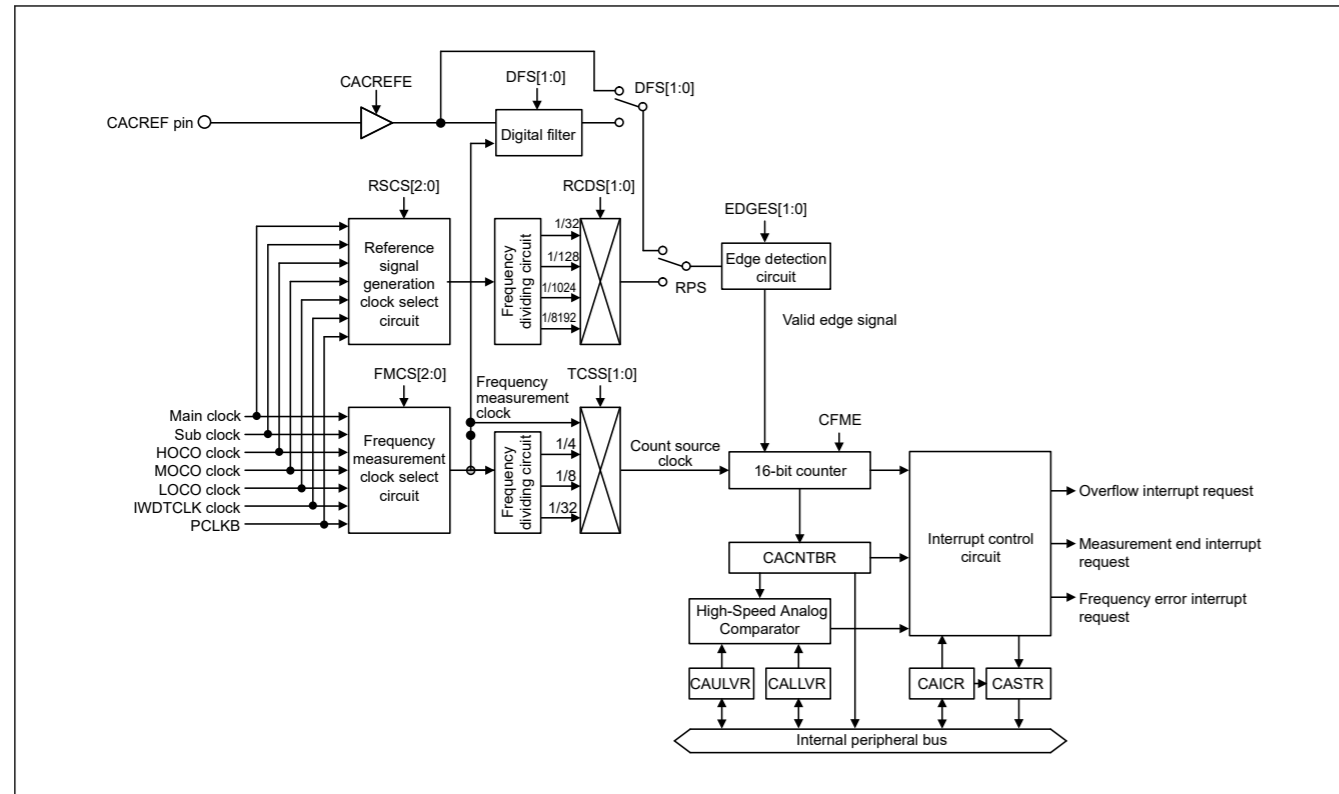 CACREFE
DFS[1:0]
DFS[1:0]
CACREF pin
Digital filter
RSCS[2:0]
RCDS[1:0]
EDGES[1:0]
Reference
signal
generation
clock select
circuit
Frequency
dividing circuit
1/32
1/128
1/1024
1/8192
RPS
Edge detection
circuit
Valid edge signal
FMCS[2:0]
Frequency
measurement
clock
TCSS[1:0]
Main clock
Sub clock
HOCO clock
MOCO clock
LOCO clock
IWDTCLK clock
PCLKB
Frequency
measurement
clock select
circuit
Frequency
dividing circuit
1/4
1/8
1/32
Count source
clock
CFME
16-bit counter
CACNTBR
High-Speed Analog
Comparator
Interrupt control
circuit
Overflow interrupt request
Measurement end interrupt
request
Frequency error interrupt
request
CAULVR
CALLVR
CAICR
CASTR
Internal peripheral bus